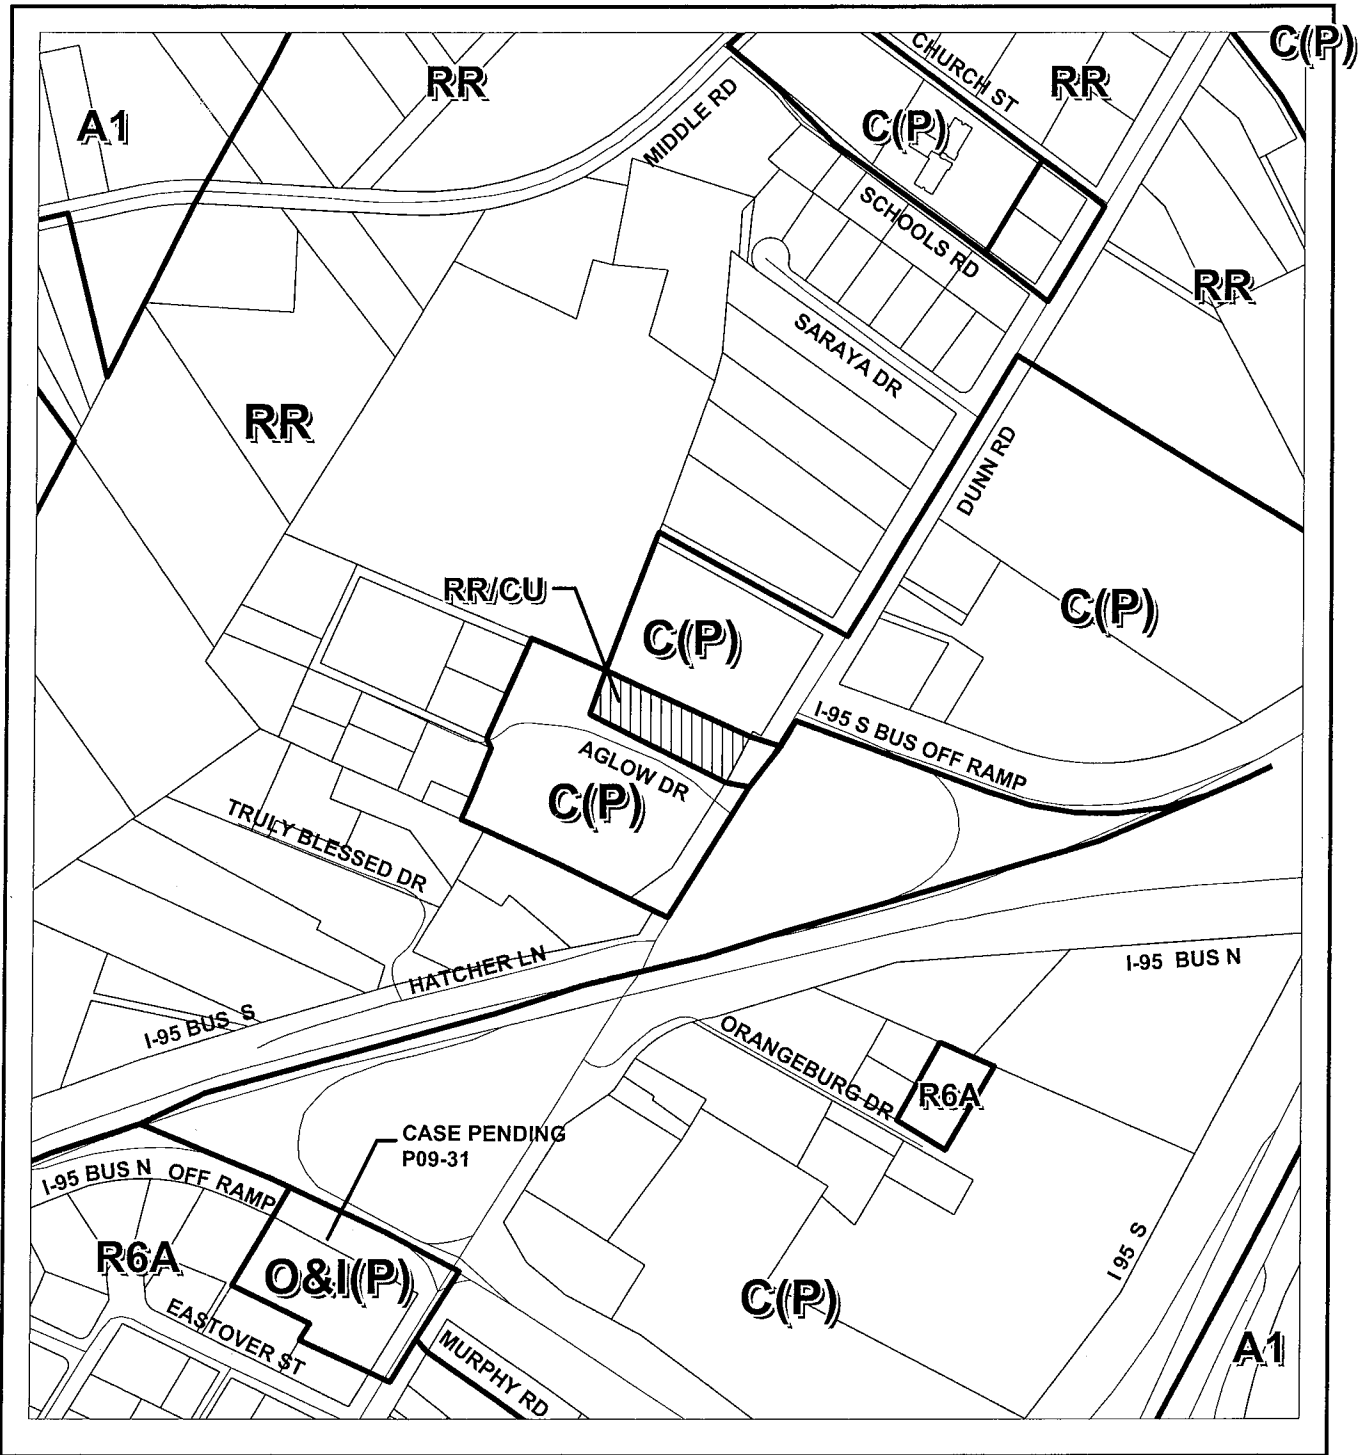 C(P)
RR
CHURCH ST
RR
A1
C(P)
MIDDLE RD
SCHOOLS RD
RR
SARAYA DR
RR
DUNN RD
RR/CU
C(P)
C(P)
I-95 S BUS OFF RAMP
AGLOW DR
C(P)
TRULY BLESSED DR
HATCHER LN
I-95 BUS N
I-95 BUS S
ORANGEBURG DR
R6A
CASE PENDING
P09-31
I-95 BUS N OFF RAMP
R6A
O&I(P)
I 95 S
C(P)
EASTOVER ST
MURPHY RD
A1